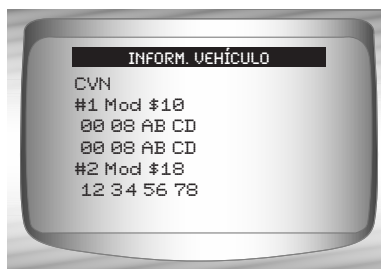 INFORM. VEHÍCULO
CVN
#1 Mod $10
00 08 AB CD
00 08 AB CD
#2 Mod $18
12 34 56 78